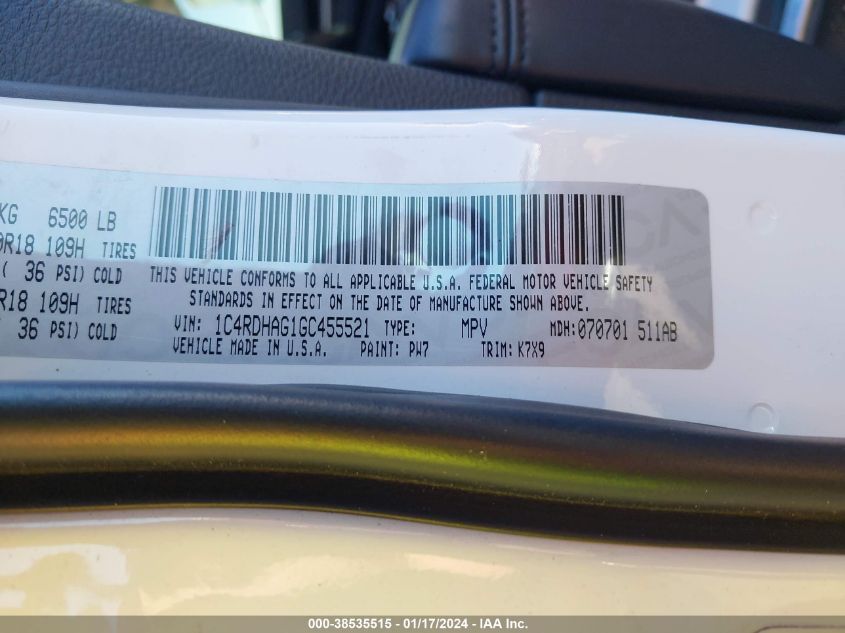 KG 6500 LB
0R18 109H TIRES
( 36 PSI) COLD
R18 109H TIRES
36 PSI) COLD
THIS VEHICLE CONFORMS TO ALL APPLICABLE U.S.A. FEDERAL MOTOR VEHICLE SAFETY
STANDARDS IN EFFECT ON THE DATE OF MANUFACTURE SHOWN ABOVE.
VIN: 1C4RDHAG1GC455521 TYPE: MPV MDH:070701 511AB
VEHICLE MADE IN U.S.A. PAINT: PW7 TRIM: K7X9
000-38535515 - 01/17/2024 - IAA Inc.